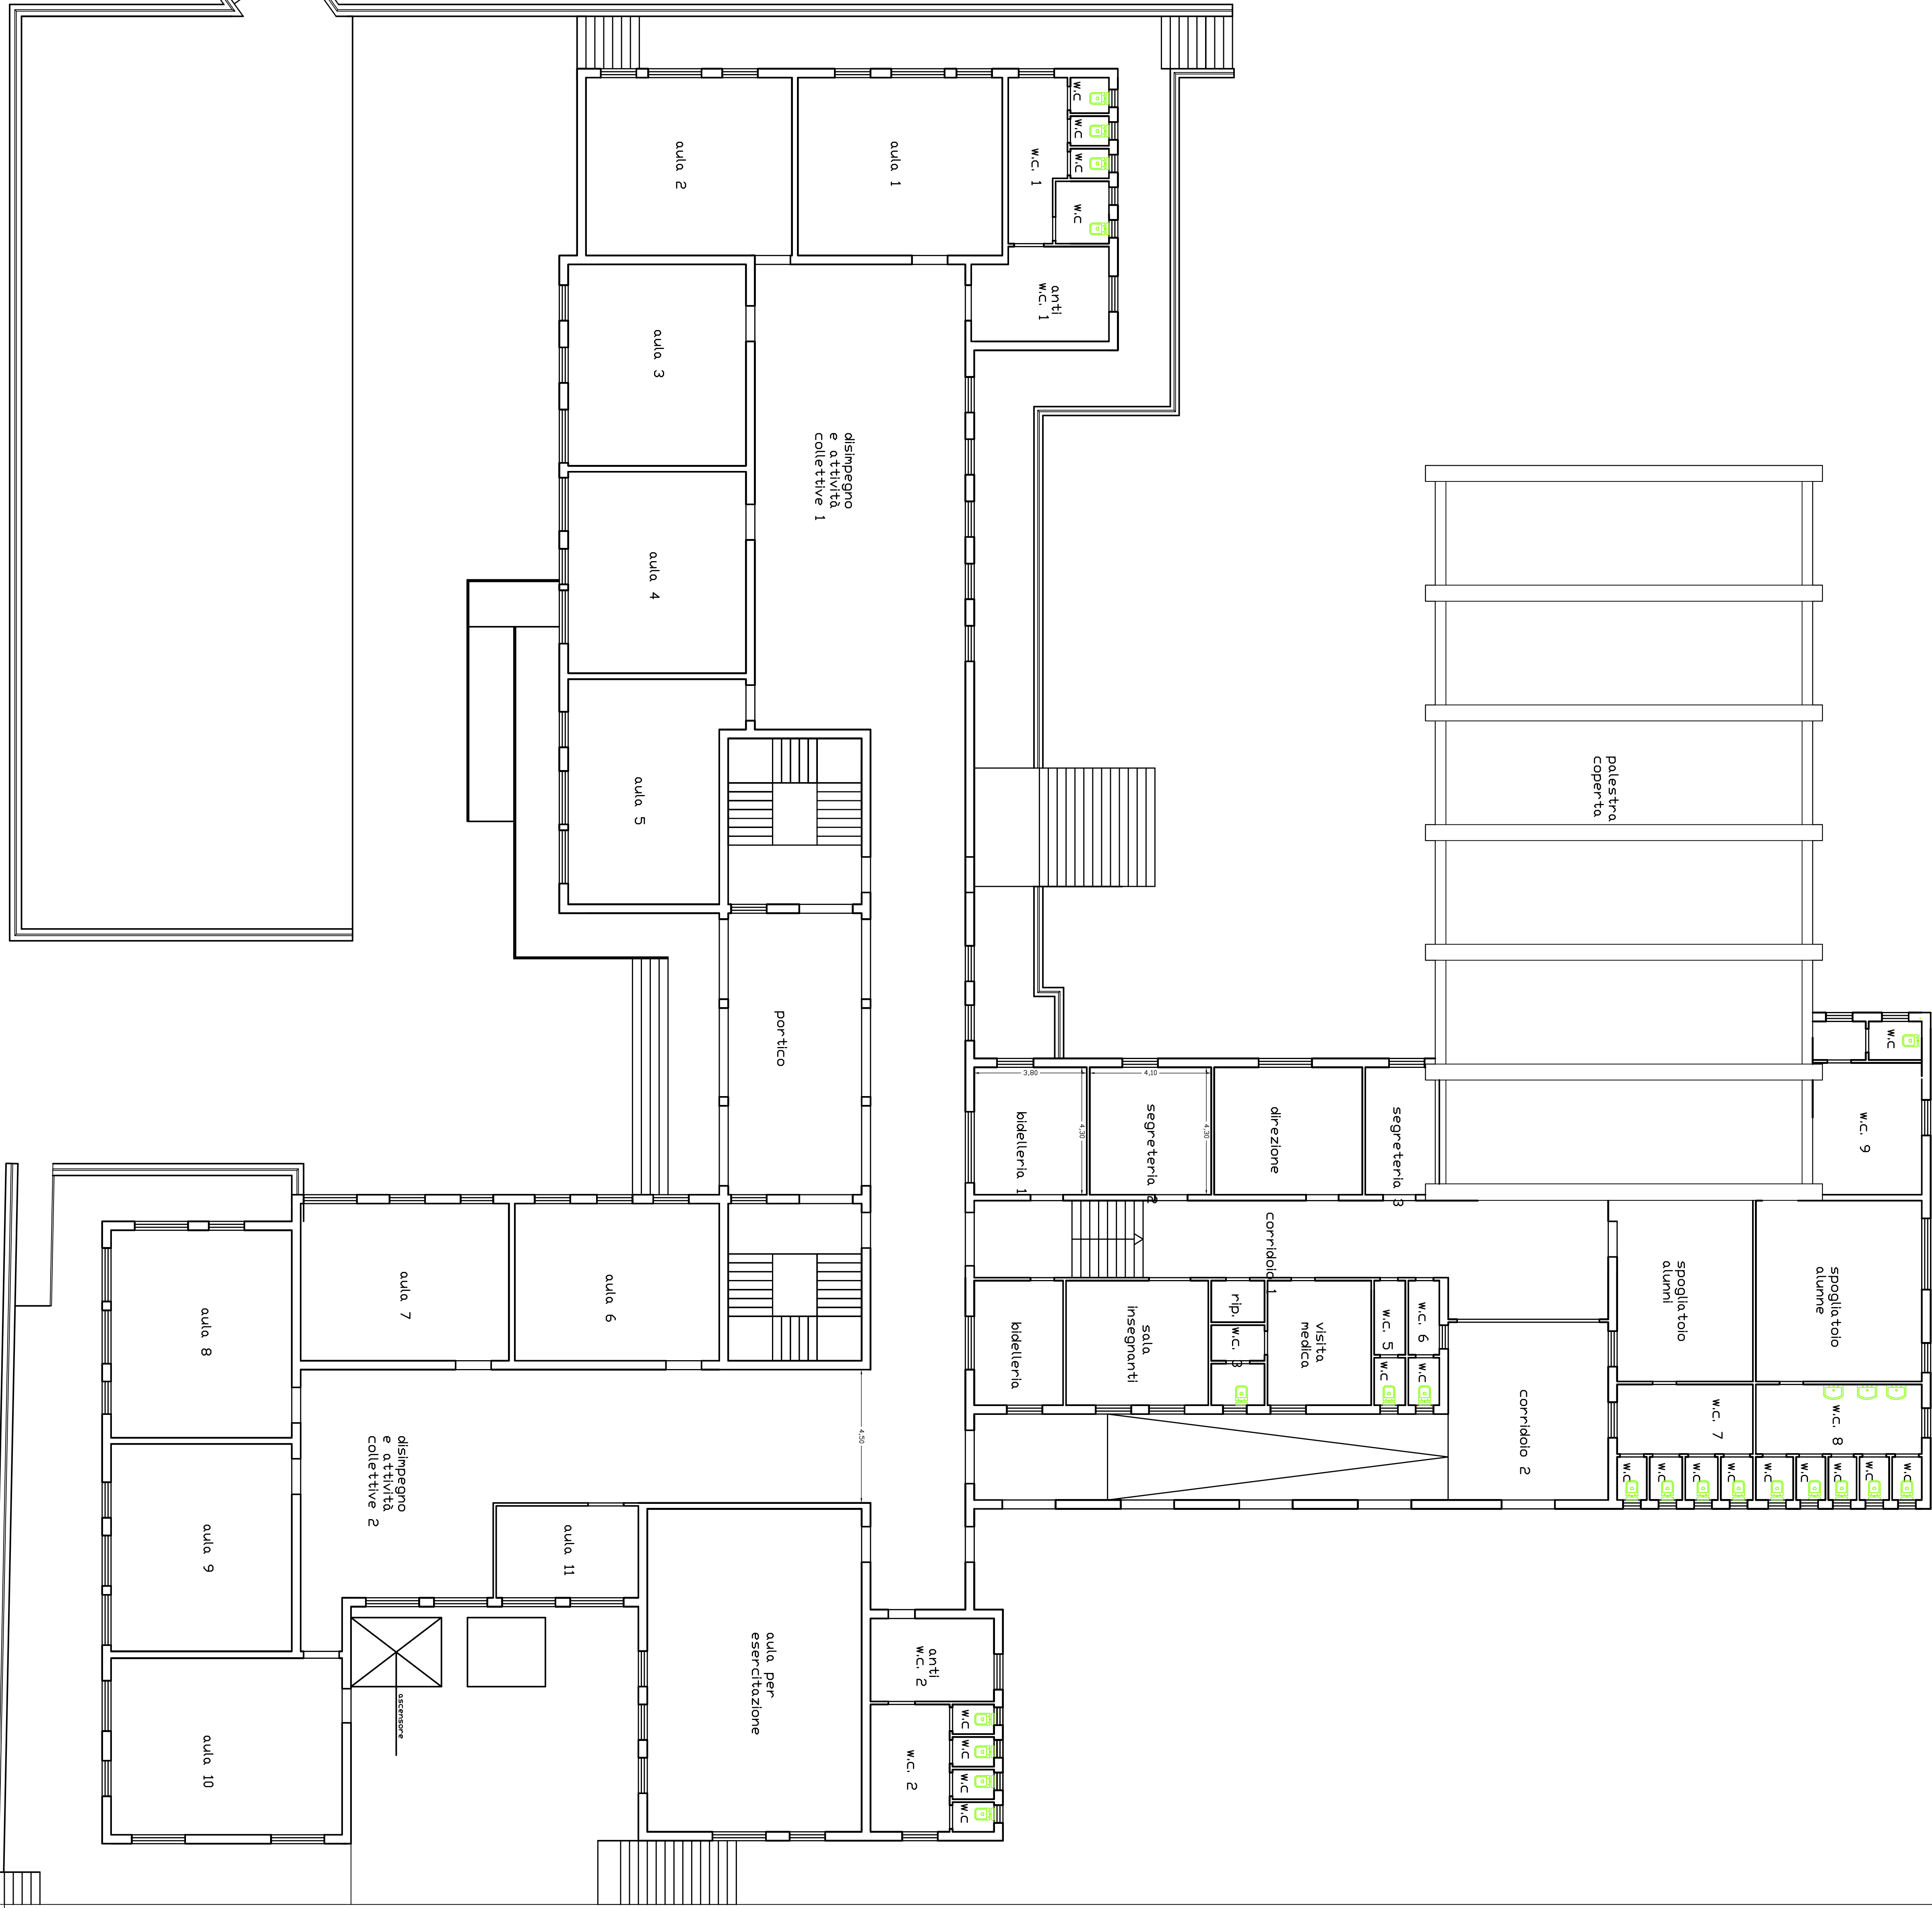 w.c
w.c
w.c
w.c
w.c. 1
anti
w.c. 1
aula 1
aula 2
aula 3
aula 4
aula 5
disimpegno
e attività
collettive 1
portico
palestra
coperta
w.c
w.c. 9
3,80
4,30
bidelleria 1
4,10
4,30
segreteria 2
direzione
segreteria 3
corridoio 1
spogliatoio
alunni
spogliatoio
alunne
bidelleria
sala
insegnanti
rip.
w.c. 3
visita
medica
w.c. 5
w.c
w.c. 6
w.c
corridoio 2
w.c. 7
w.c. 8
w.c
w.c
w.c
w.c
w.c
w.c
w.c
w.c
w.c
4,50
aula 6
aula 7
aula 8
aula 9
aula 10
disimpegno
e attività
collettive 2
aula 11
ascensore
aula per
esercitazione
anti
w.c. 2
w.c. 2
w.c
w.c
w.c
w.c